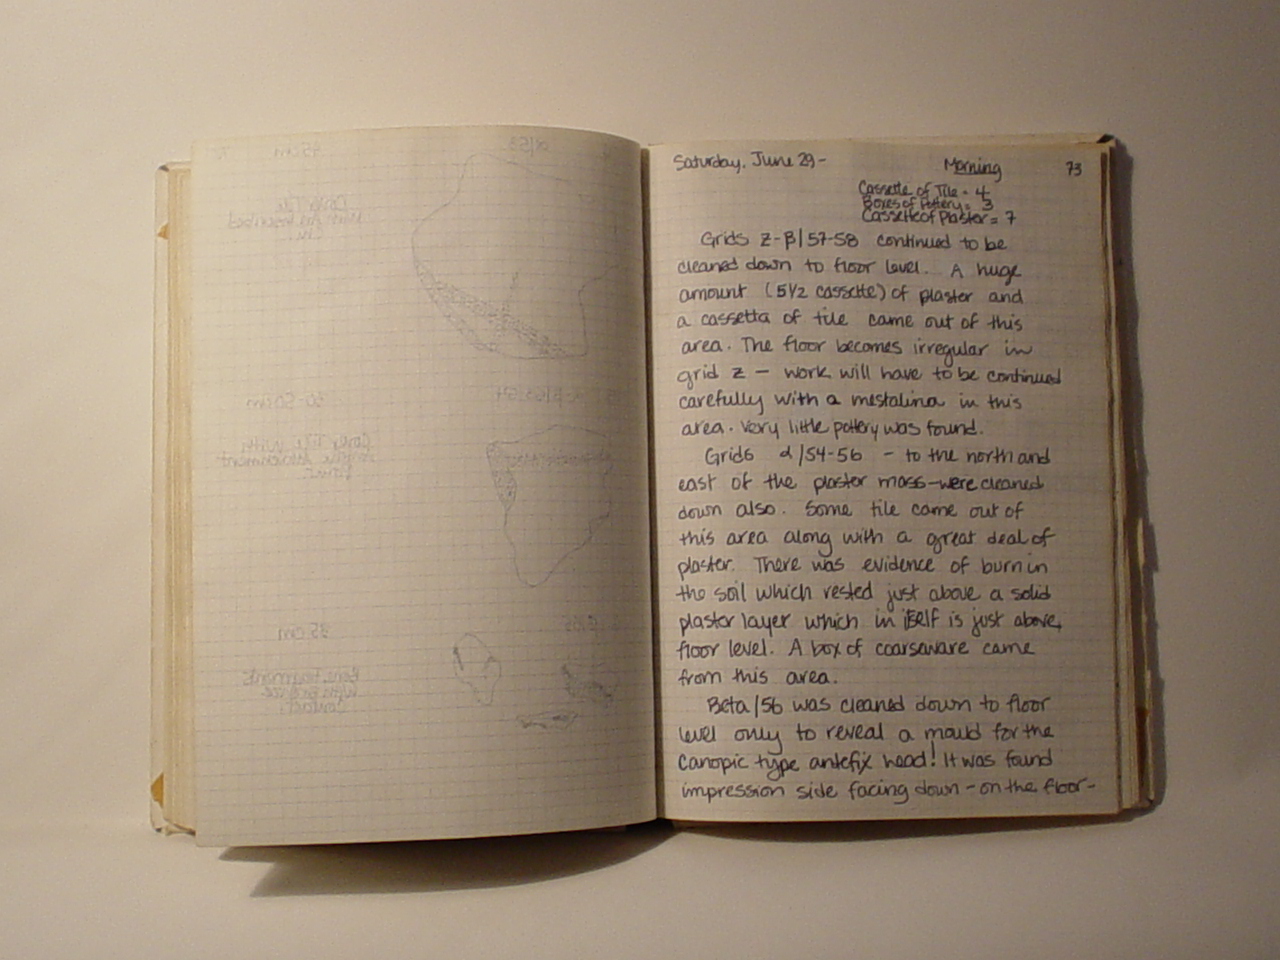 Saturday, June 29-
Morning
73
Cassette of Tile = 4
Boxes of Pottery = 3
Cassette of Plaster = 7
Grids Z-β/57-58 continued to be
cleaned down to floor level. A huge
amount (5 1/2 cassette) of plaster and
a cassetta of tile came out of this
area. The floor becomes irregular in
grid Z — work will have to be continued
carefully with a mestalina in this
area. Very little pottery was found.
Grids α/54-56 - to the north and
east of the plaster mass-were cleaned
down also. Some tile came out of
this area along with a great deal of
plaster. There was evidence of burn in
the soil which rested just above a solid
plaster layer which in itself is just above
floor level. A box of coarseware came
from this area.
Beta/56 was cleaned down to floor
level only to reveal a mould for the
Canopic type antefix head! It was found
impression side facing down - on the floor-